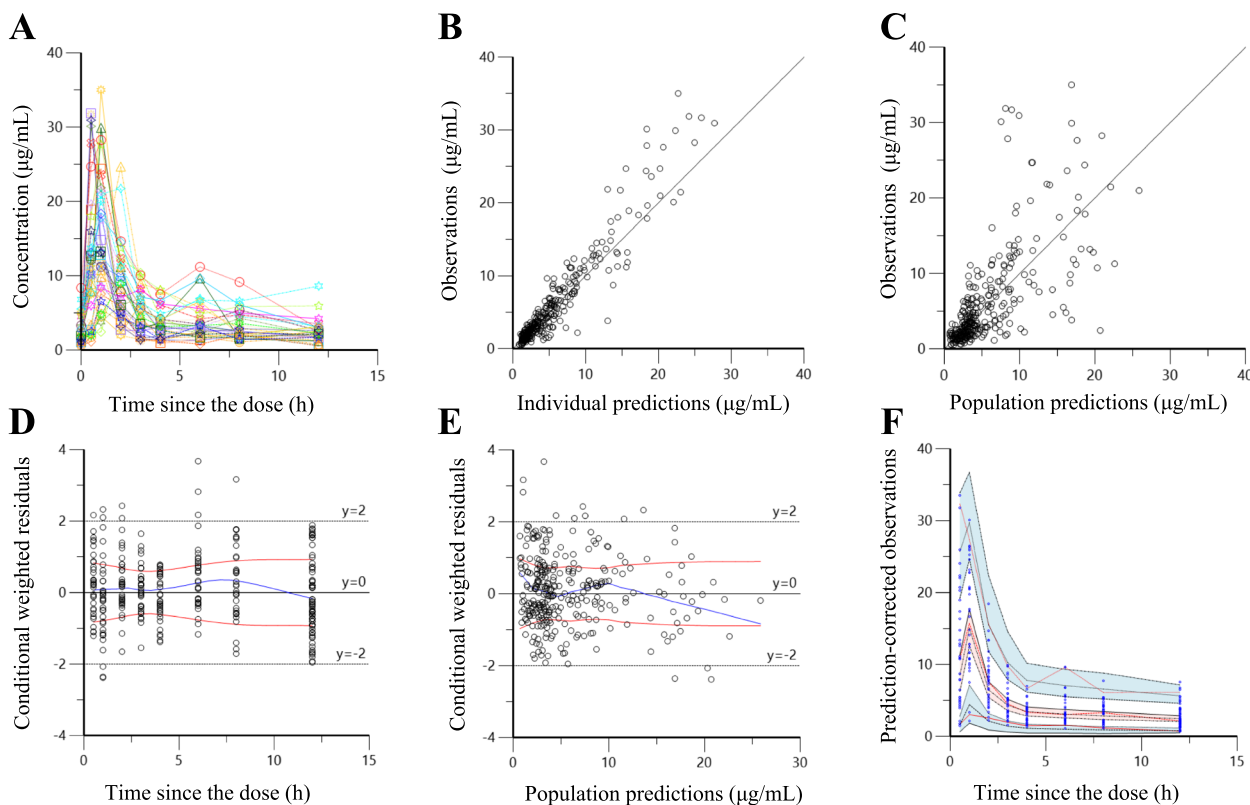 A
B
C
40
30
20
10
0
0
5
10
15
Concentration (μg/mL)
Time since the dose (h)
40
30
20
10
0
0
10
20
30
40
Observations (μg/mL)
Individual predictions (μg/mL)
40
30
20
10
0
0
10
20
30
40
Observations (μg/mL)
Population predictions (μg/mL)
D
E
F
4
2
0
-2
-4
0
5
10
15
y=2
y=0
y=-2
Conditional weighted residuals
Time since the dose (h)
4
2
0
-2
-4
0
10
20
30
y=2
y=0
y=-2
Conditional weighted residuals
Population predictions (μg/mL)
40
30
20
10
0
0
5
10
15
Prediction-corrected observations
Time since the dose (h)